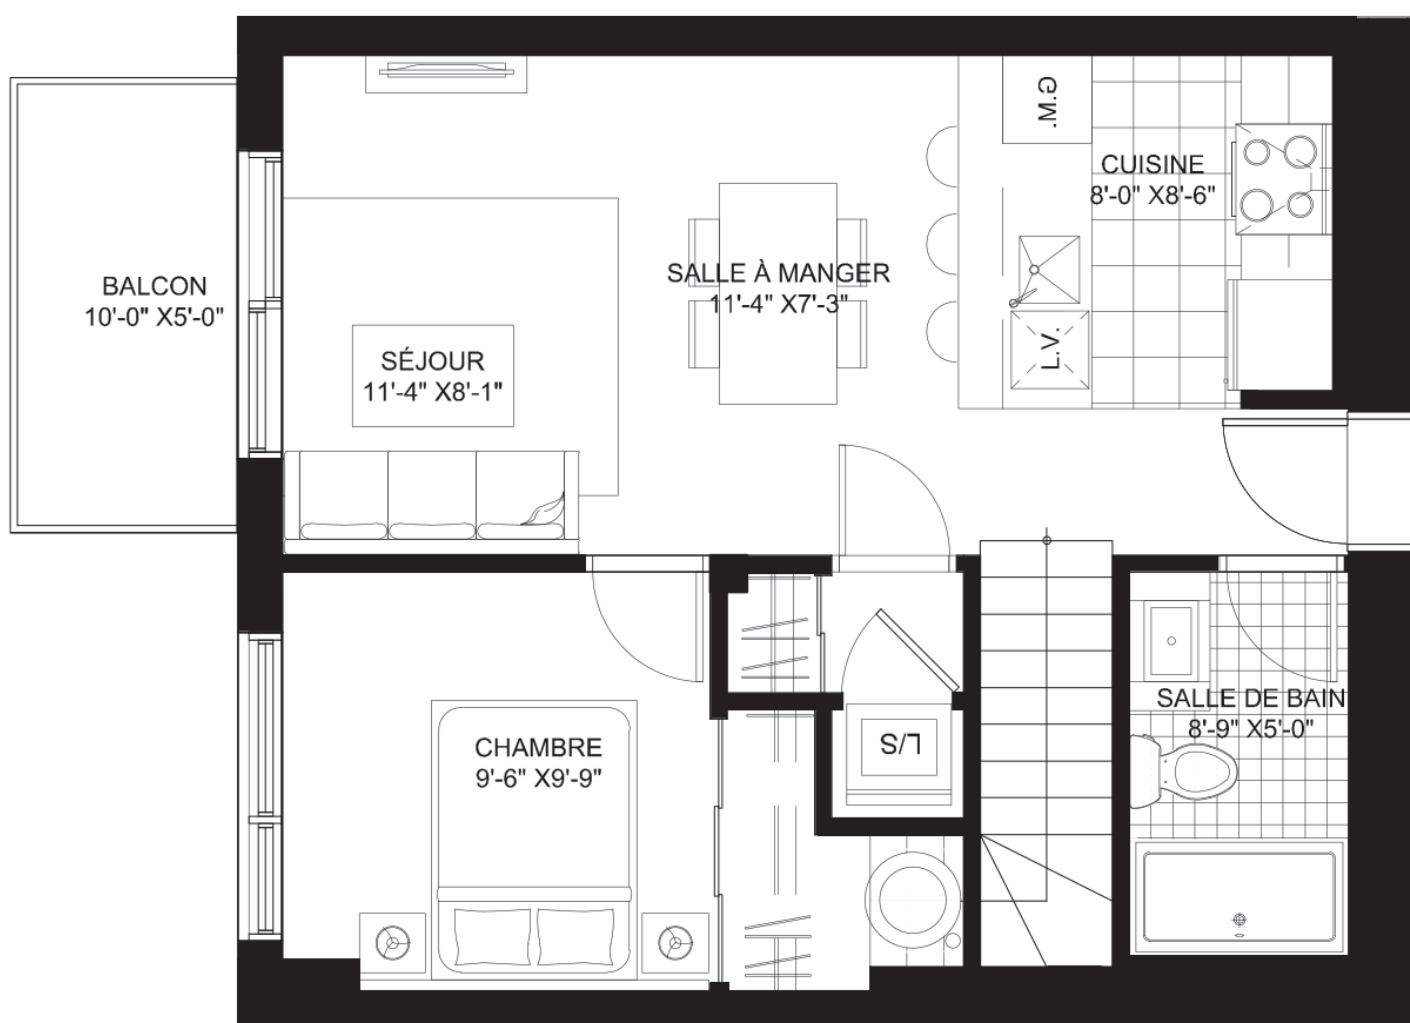 G.M.
CUISINE
8'-0" X8'-6"
SALLE À MANGER
11'-4" X7'-3"
BALCON
10'-0" X5'-0"
L.V.
SÉJOUR
11'-4" X8'-1"
SALLE DE BAIN
8'-9" X5'-0"
CHAMBRE
9'-6" X9'-9"
L/S